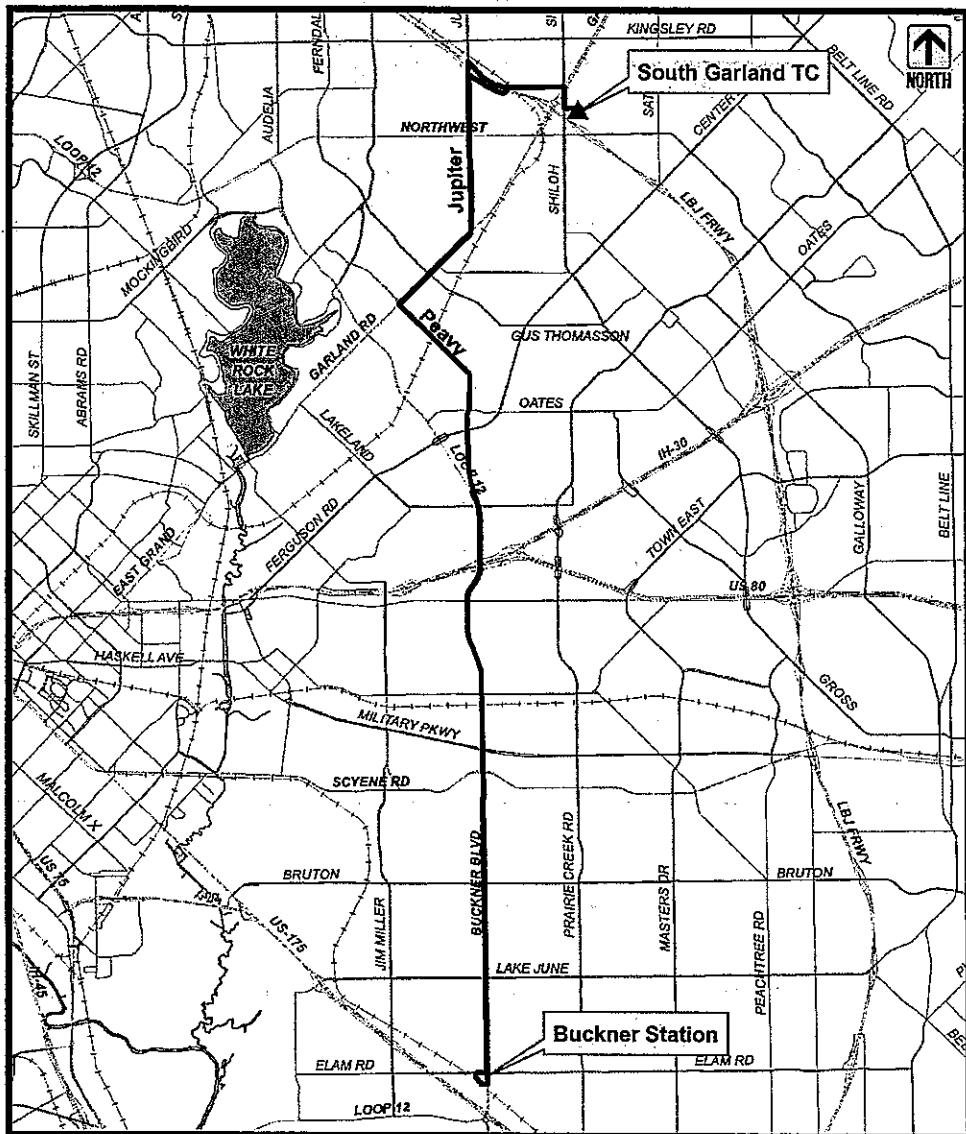 KINGSLEY RD
NORTH
South Garland TC
BELT LINE RD
CENTER
AUDELIA
NORTHWEST
LOOP 12
Jupiter
SHILOH
LBJ FRWY
OATES
MOCKINGBIRD
Peavy
GUS THOMASSON
GARLAND RD
WHITE
ROCK
LAKE
SKILLMAN ST
ABRAMS RD
OATES
LAKELAND
LOOP 12
IH-30
TOWN EAST
GALLOWAY
BELT LINE
FERGUSON RD
EAST GRAND
US 80
HASKELL AVE
GROSS
MILITARY PKWY
SCYENE RD
MALCOLM X
LBJ FRWY
US 75
BRUTON
BUCKNER BLVD
PRAIRIE CREEK RD
MASTERS DR
BRUTON
JIM MILLER
US-175
PEACHTREE RD
LAKE JUNE
IH-45
Buckner Station
ELAM RD
ELAM RD
LOOP 12